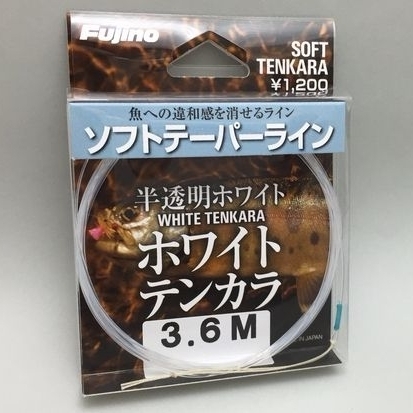 Fujino
SOFT
TENKARA
¥1,200
魚への違和感を消せるライン
ソフトテーパーライン
半透明ホワイト
WHITE TENKARA
ホワイト
テンカラ
3.6M
IN JAPAN